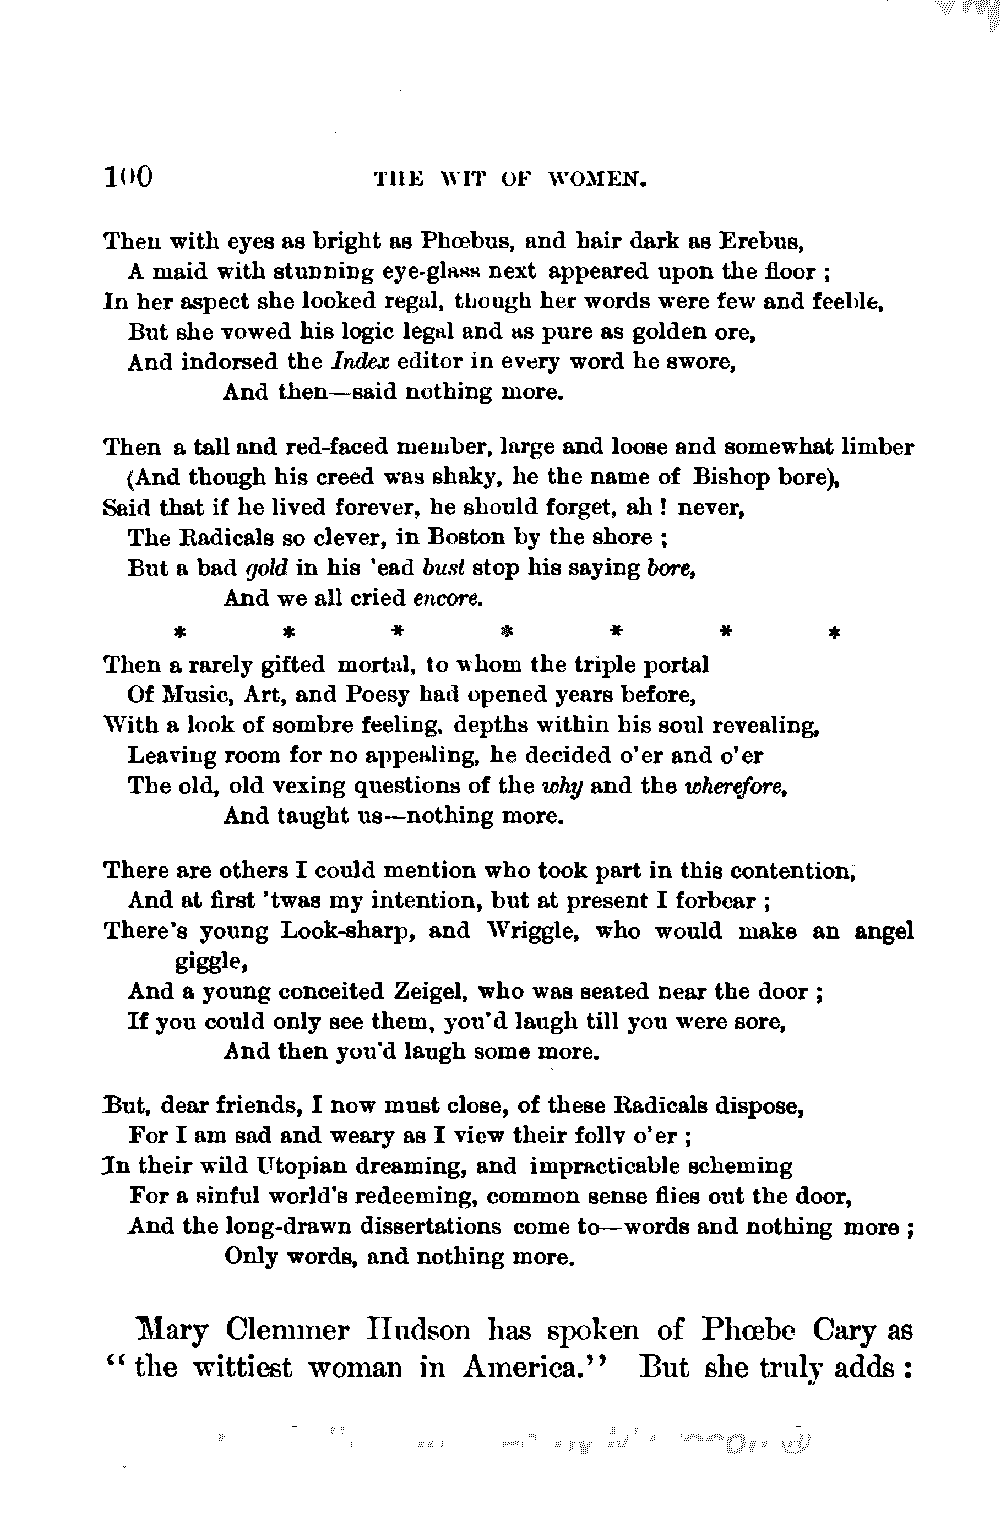 100 THE WIT OF WOMEN.
Then with eyes as bright as Phœbus, and hair dark as Erebus,
A maid with stunning eye-glass next appeared upon the floor ;
In her aspect she looked regal, though her words were few and feeble,
But she vowed his logic legal and as pure as golden ore,
And indorsed the Index editor in every word he swore,
And then—said nothing more.
Then a tall and red-faced member, large and loose and somewhat limber
(And though his creed was shaky, he the name of Bishop bore),
Said that if he lived forever, he should forget, ah ! never,
The Radicals so clever, in Boston by the shore ;
But a bad gold in his 'ead bust stop his saying bore,
And we all cried encore.
* * * * * * *
Then a rarely gifted mortal, to whom the triple portal
Of Music, Art, and Poesy had opened years before,
With a look of sombre feeling, depths within his soul revealing,
Leaving room for no appealing, he decided o'er and o'er
The old, old vexing questions of the why and the wherefore,
And taught us—nothing more.
There are others I could mention who took part in this contention,
And at first 'twas my intention, but at present I forbear ;
There's young Look-sharp, and Wriggle, who would make an angel
giggle,
And a young conceited Zeigel, who was seated near the door ;
If you could only see them, you'd laugh till you were sore,
And then you'd laugh some more.
But, dear friends, I now must close, of these Radicals dispose,
For I am sad and weary as I view their folly o'er ;
In their wild Utopian dreaming, and impracticable scheming
For a sinful world's redeeming, common sense flies out the door,
And the long-drawn dissertations come to—words and nothing more ;
Only words, and nothing more.
Mary Clemmer Hudson has spoken of Phœbe Cary as
“ the wittiest woman in America.” But she truly adds :